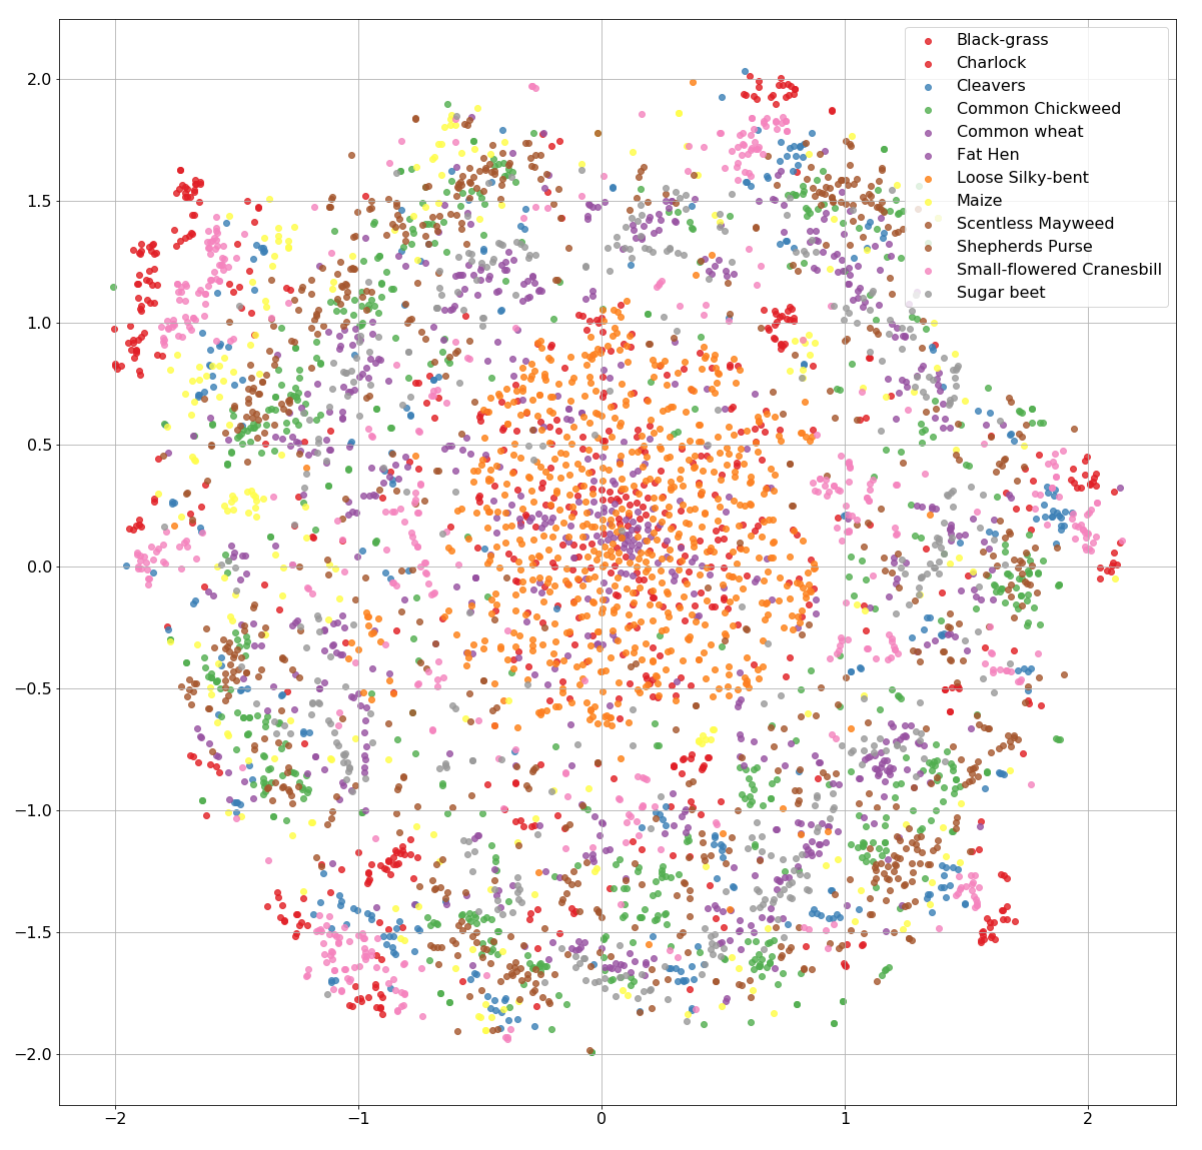 2.0
1.5
1.0
0.5
0.0
−0.5
−1.0
−1.5
−2.0
−2
−1
0
1
2
Black-grass
Charlock
Cleavers
Common Chickweed
Common wheat
Fat Hen
Loose Silky-bent
Maize
Scentless Mayweed
Shepherds Purse
Small-flowered Cranesbill
Sugar beet